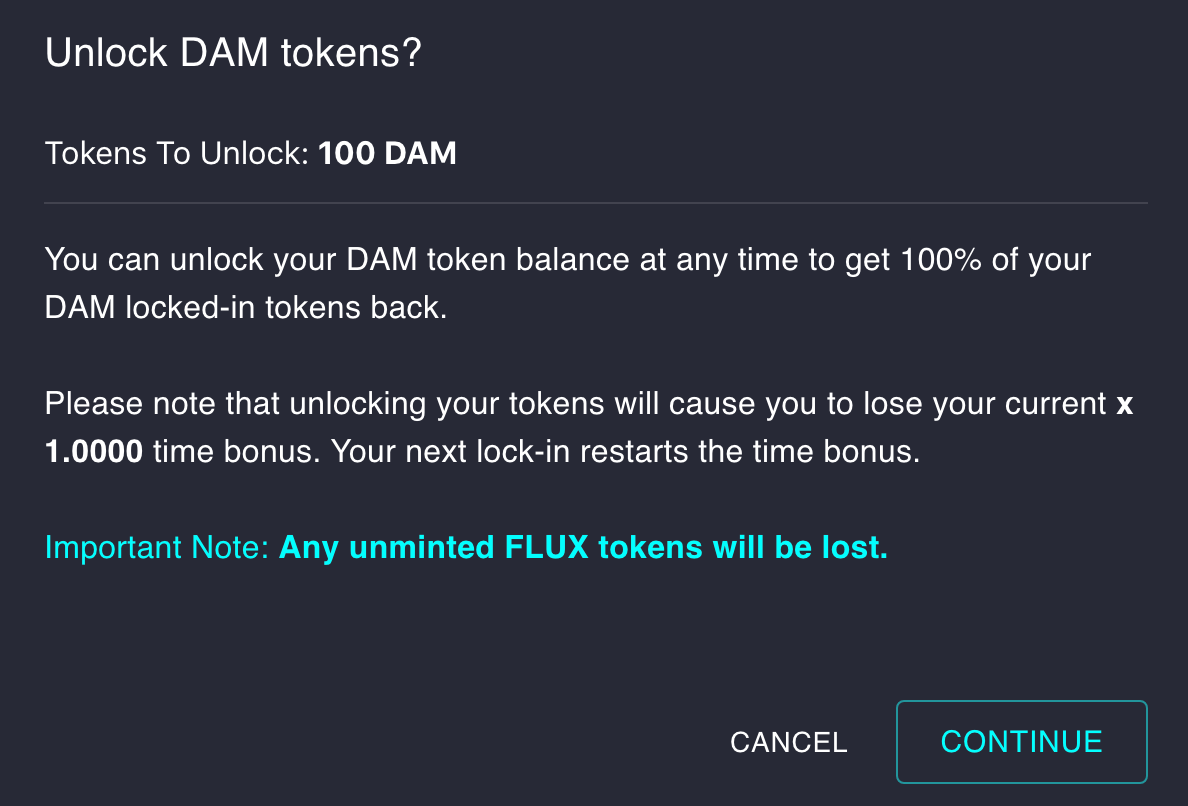 Unlock DAM tokens?
Tokens To Unlock: 100 DAM
You can unlock your DAM token balance at any time to get 100% of your
DAM locked-in tokens back.
Please note that unlocking your tokens will cause you to lose your current x
1.0000 time bonus. Your next lock-in restarts the time bonus.
Important Note: Any unminted FLUX tokens will be lost.
CANCEL CONTINUE